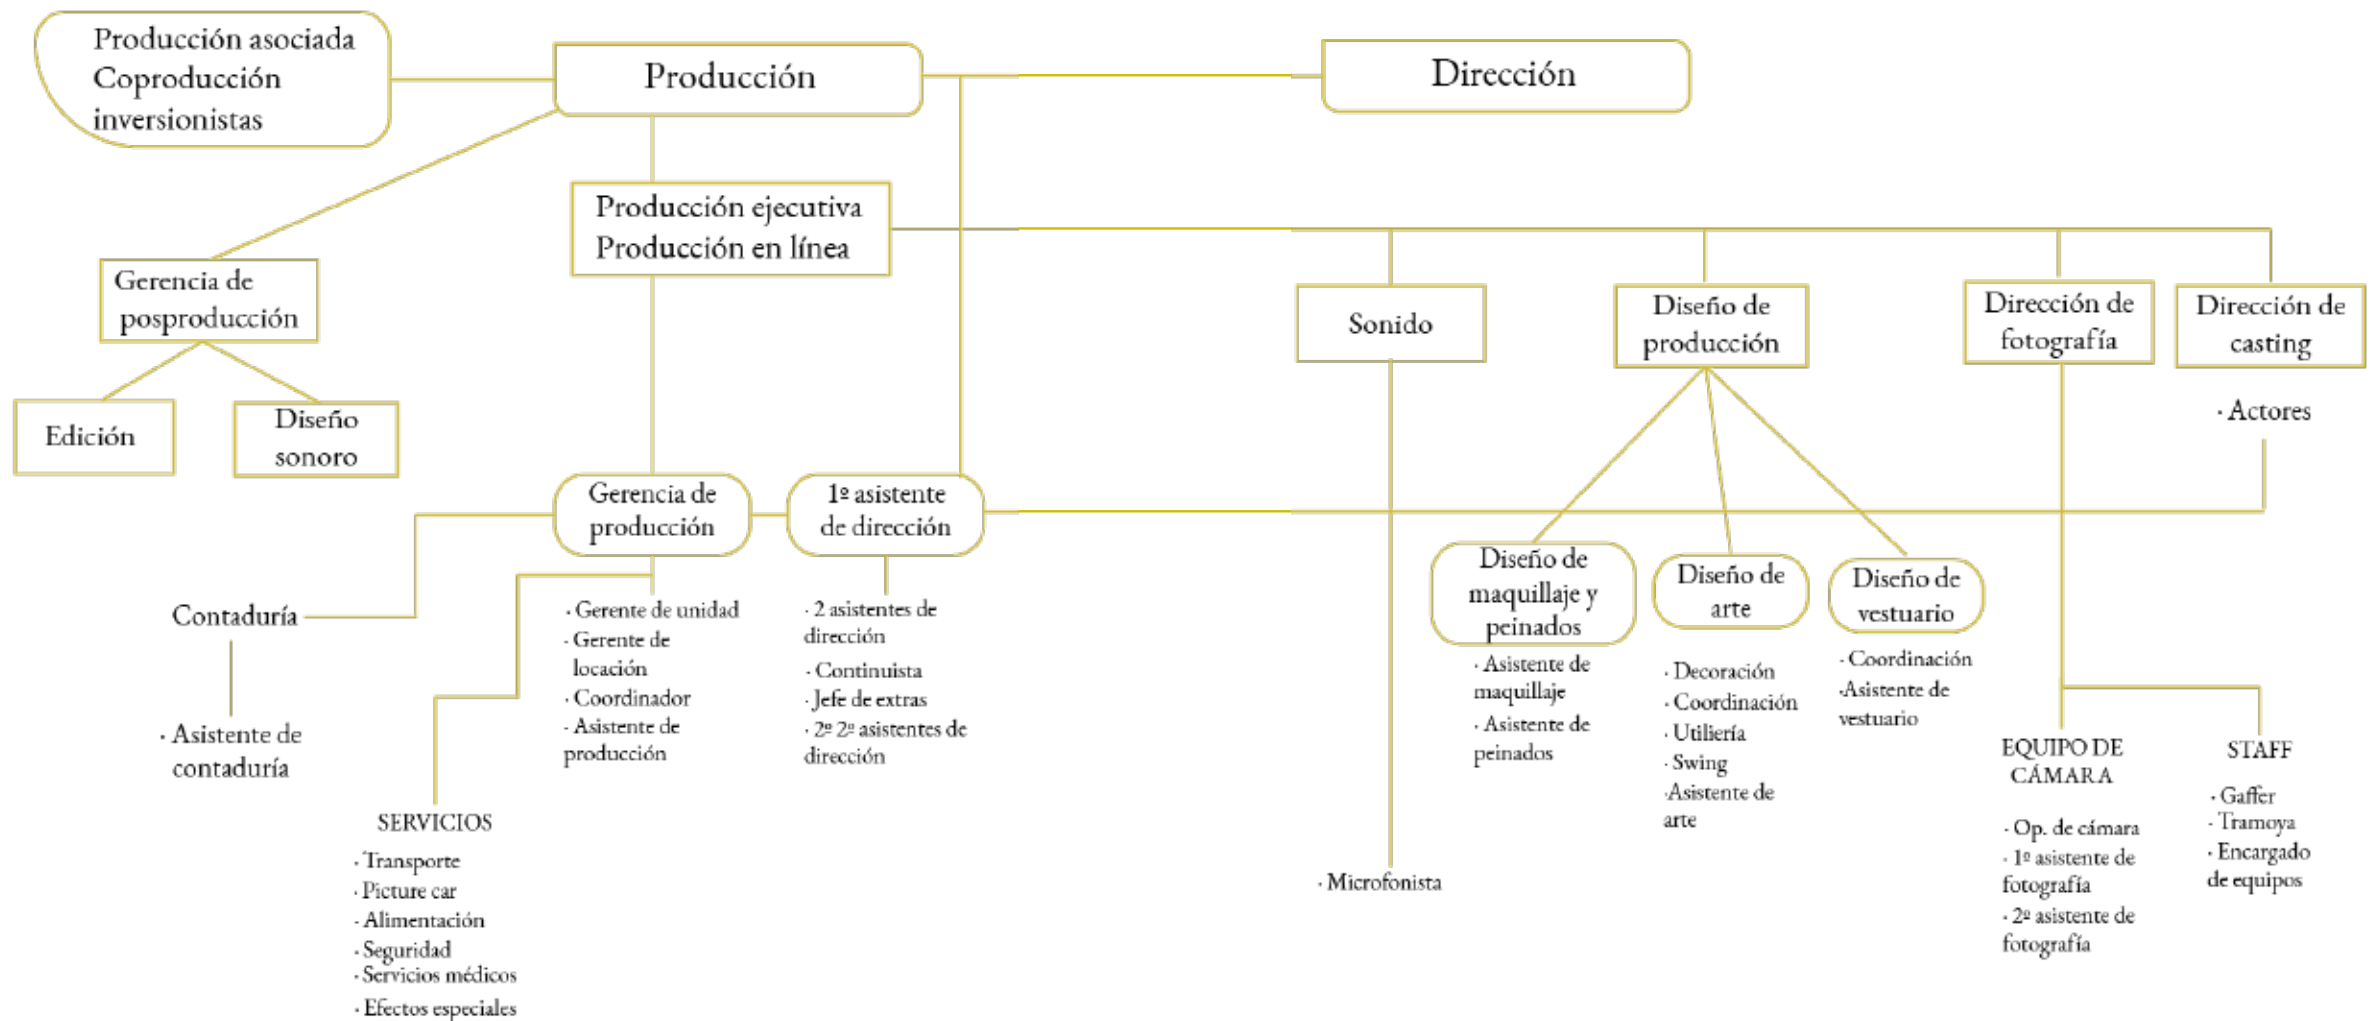 Producción asociada
Coproducción
inversionistas
Producción
Dirección
Producción ejecutiva
Producción en línea
Gerencia de
posproducción
Edición
Diseño
sonoro
Sonido
Diseño de
producción
Dirección de
fotografía
Dirección de
casting
· Actores
Gerencia de
producción
1º asistente
de dirección
Contaduría
· Asistente de
contaduría
· Gerente de unidad
· Gerente de
locación
· Coordinador
· Asistente de
producción
· 2 asistentes de
dirección
· Continuista
· Jefe de extras
· 2º 2º asistentes de
dirección
SERVICIOS
· Transporte
· Picture car
· Alimentación
· Seguridad
· Servicios médicos
· Efectos especiales
· Microfonista
Diseño de
maquillaje y
peinados
· Asistente de
maquillaje
· Asistente de
peinados
Diseño de
arte
· Decoración
· Coordinación
· Utiliería
· Swing
·Asistente de
arte
Diseño de
vestuario
· Coordinación
·Asistente de
vestuario
EQUIPO DE
CÁMARA
· Op. de cámara
· 1º asistente de
fotografía
· 2º asistente de
fotografía
STAFF
· Gaffer
· Tramoya
· Encargado
de equipos